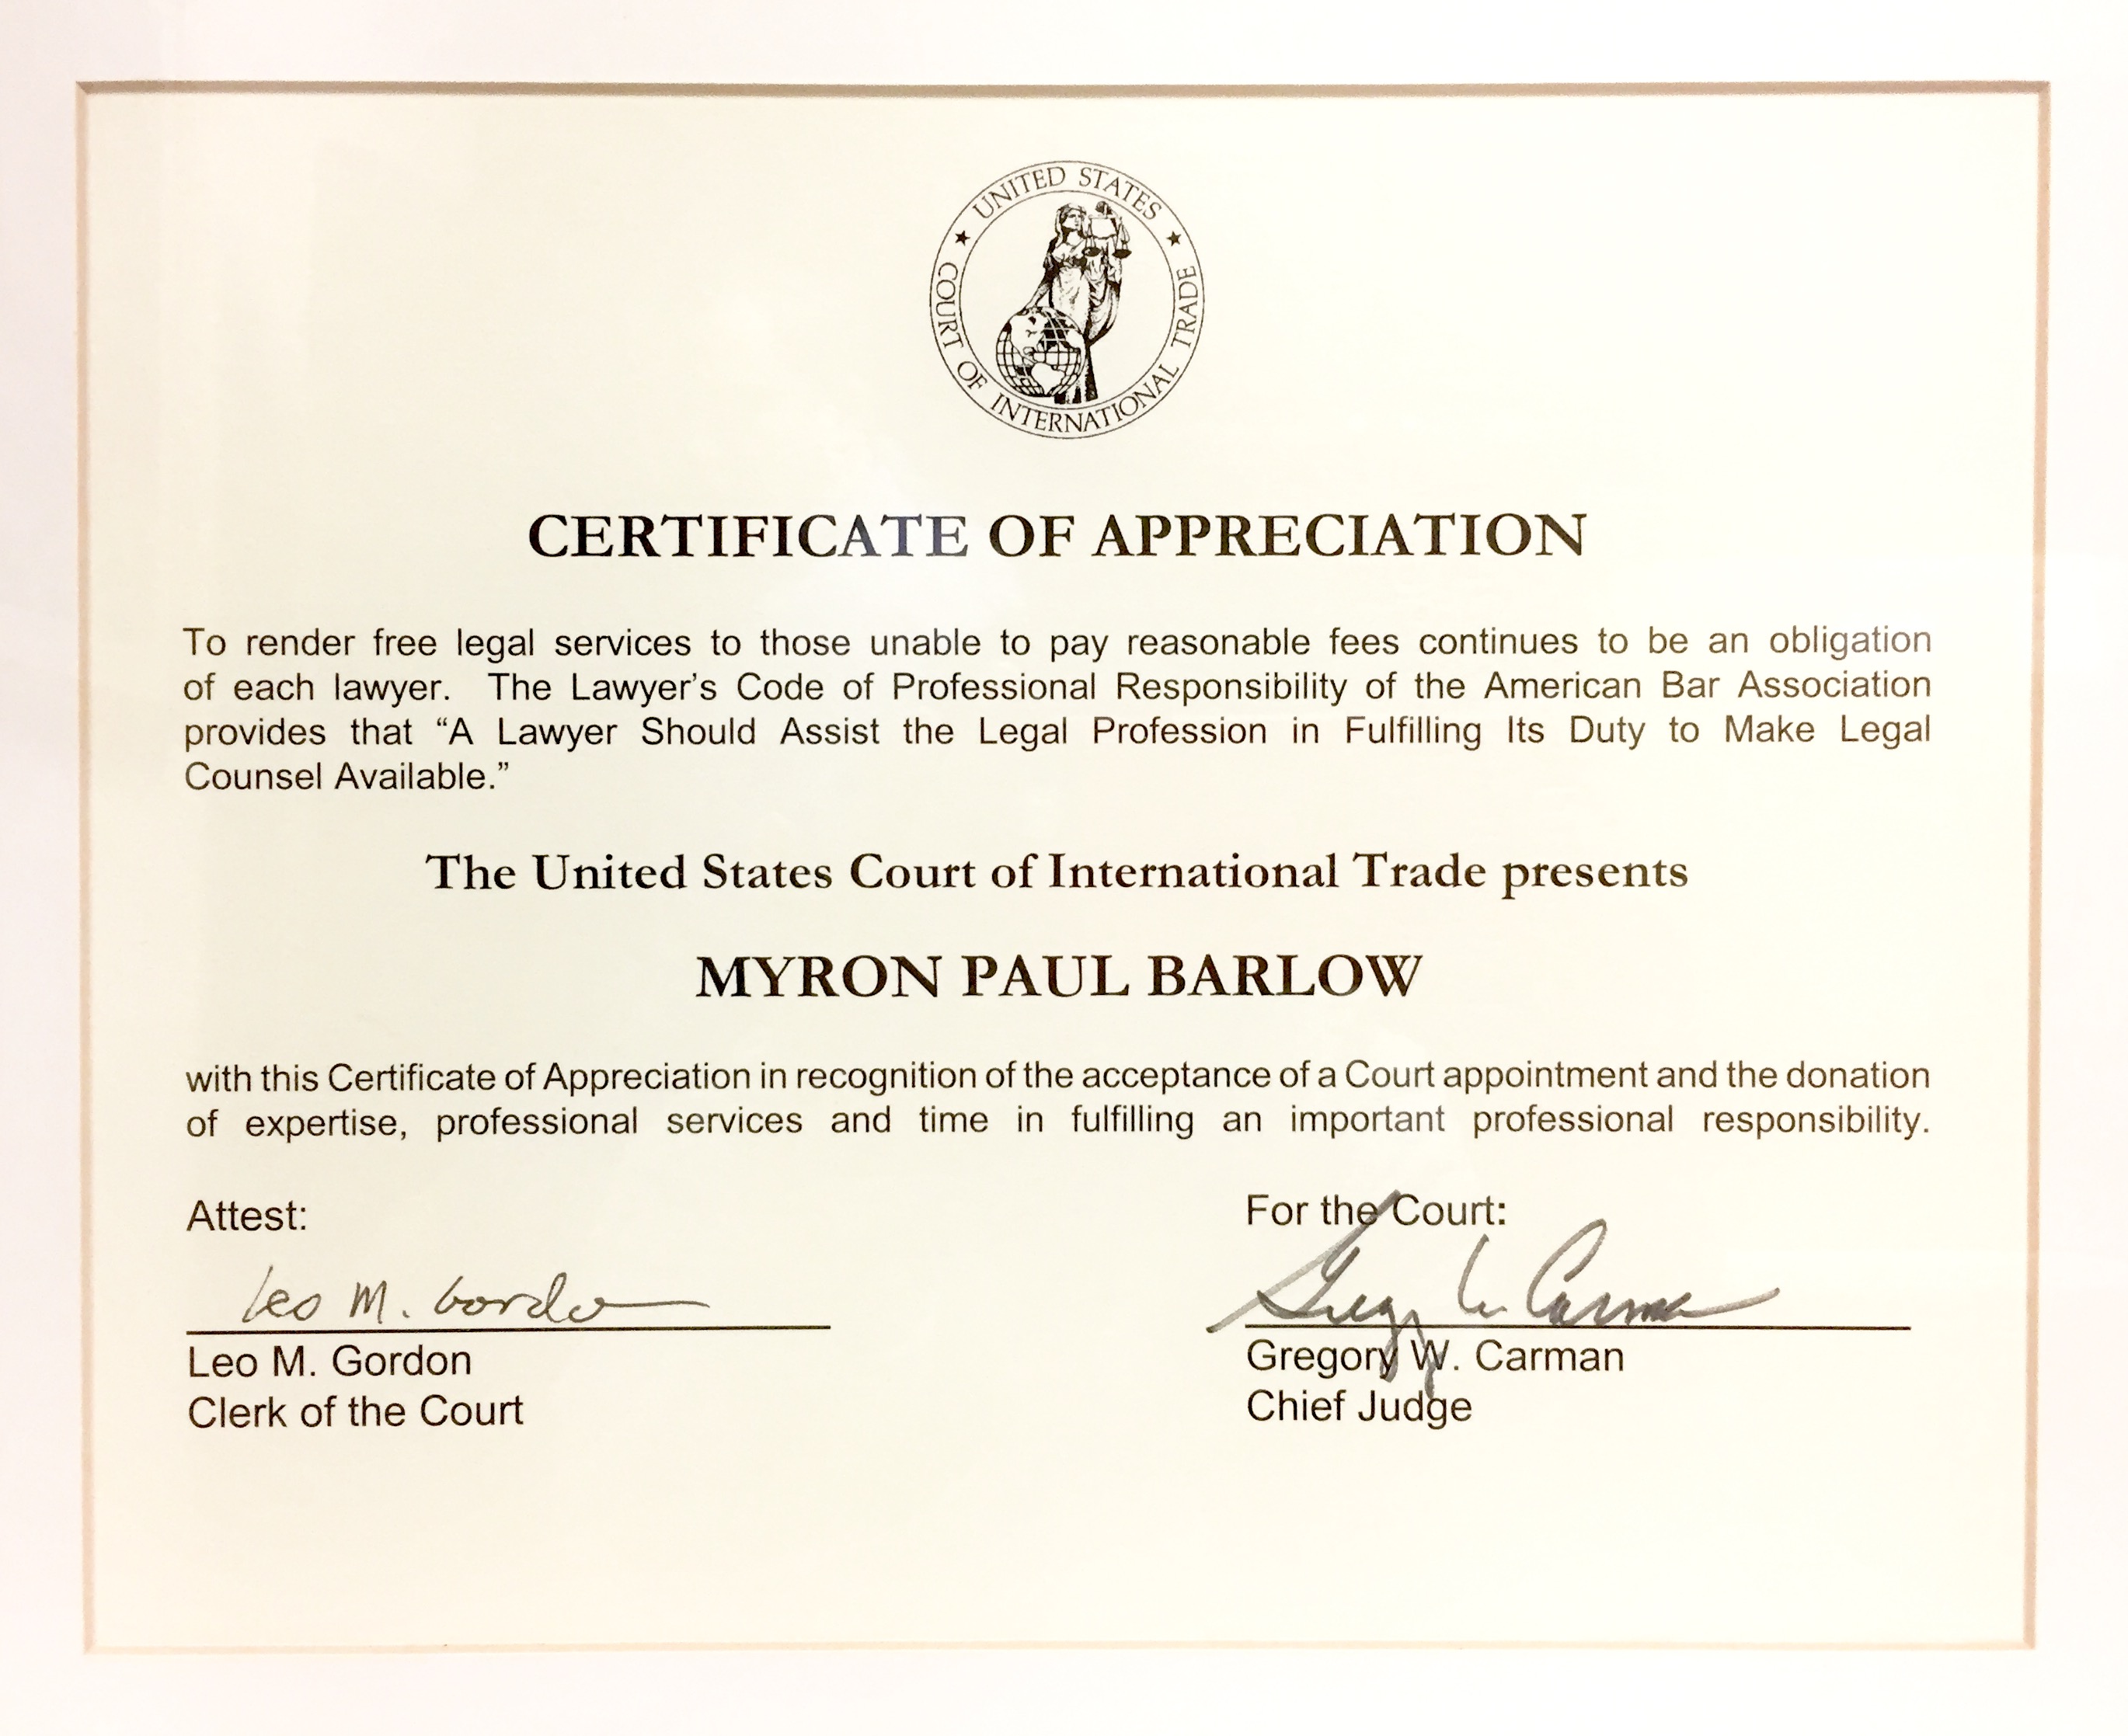 UNITED STATES
COURT OF INTERNATIONAL TRADE
CERTIFICATE OF APPRECIATION
To render free legal services to those unable to pay reasonable fees continues to be an obligation
of each lawyer. The Lawyer’s Code of Professional Responsibility of the American Bar Association
provides that “A Lawyer Should Assist the Legal Profession in Fulfilling Its Duty to Make Legal
Counsel Available.”
The United States Court of International Trade presents
MYRON PAUL BARLOW
with this Certificate of Appreciation in recognition of the acceptance of a Court appointment and the donation
of expertise, professional services and time in fulfilling an important professional responsibility.
Attest:
Leo M. Gordon
Leo M. Gordon
Clerk of the Court
For the Court:
Gregory W. Carman
Gregory W. Carman
Chief Judge